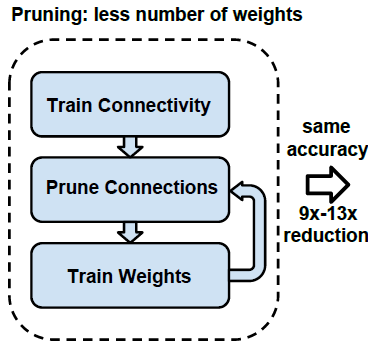 Pruning: less number of weights
Train Connectivity
Prune Connections
Train Weights
same
accuracy
9x-13x
reduction